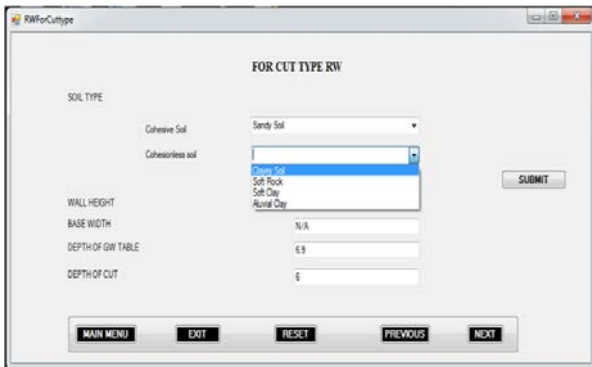 RWForCuttype
FOR CUT TYPE RW
SOIL TYPE
Cohesive Soil
Sandy Soil
Cohesionless soil
Clayey Soil
Soft Rock
Soft Clay
Aluvial Clay
SUBMIT
WALL HEIGHT
BASE WIDTH
N/A
DEPTH OF GW TABLE
6.9
DEPTH OF CUT
6
MAIN MENU
EXIT
RESET
PREVIOUS
NEXT